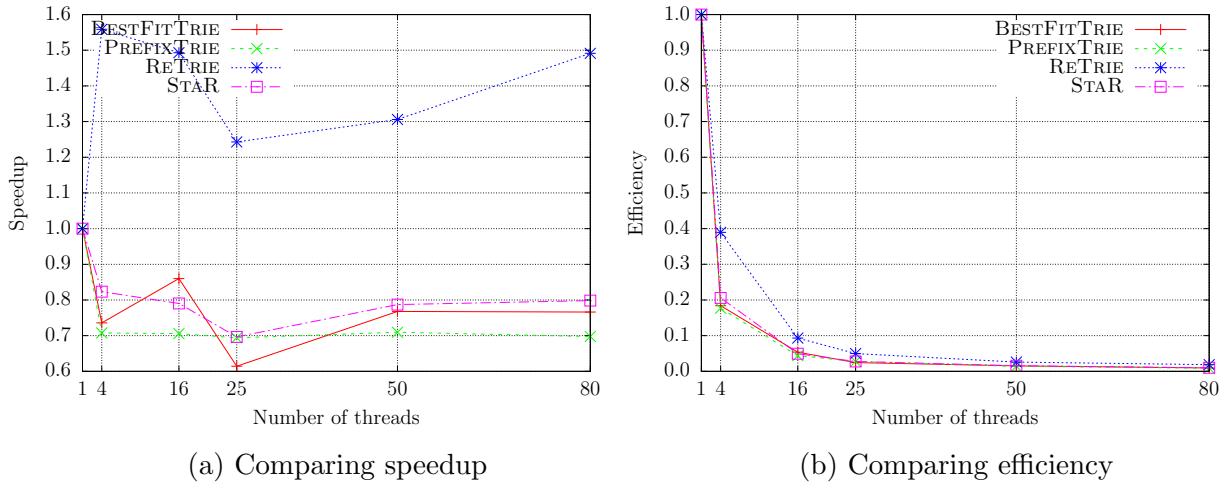 1.6
1.5
1.4
1.3
1.2
1.1
1.0
0.9
0.8
0.7
0.6
1 4 16 25 50 80
Speedup
Number of threads
BESTFITTRIE
PREFIXTRIE
RETRIE
STAR
(a) Comparing speedup
1.0
0.9
0.8
0.7
0.6
0.5
0.4
0.3
0.2
0.1
0.0
1 4 16 25 50 80
Efficiency
Number of threads
BESTFITTRIE
PREFIXTRIE
RETRIE
STAR
(b) Comparing efficiency